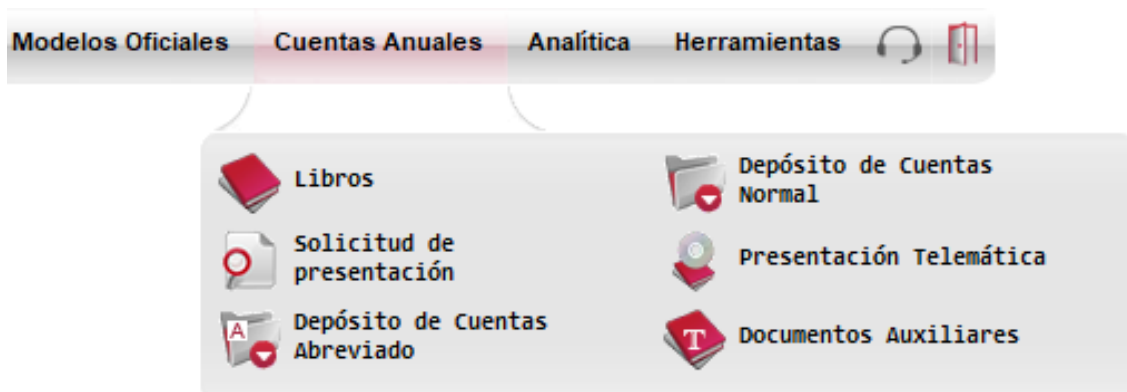 Modelos Oficiales Cuentas Anuales Analítica Herramientas
Libros
Solicitud de
presentación
A
Depósito de Cuentas
Abreviado
Depósito de Cuentas
Normal
Presentación Telemática
T
Documentos Auxiliares